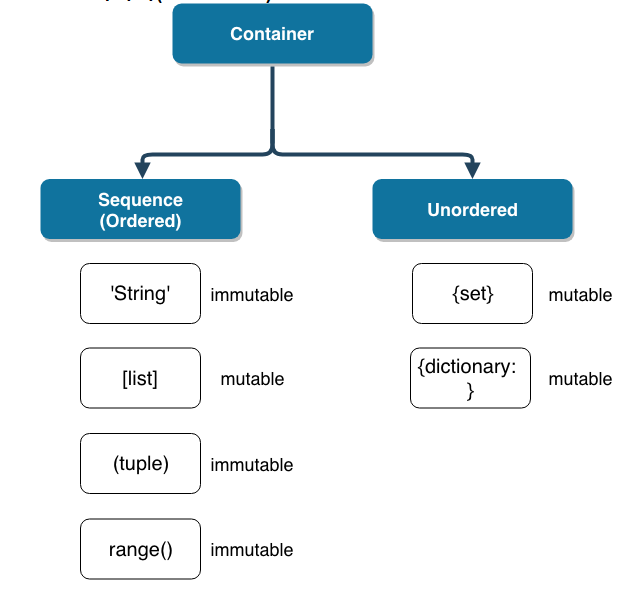 Container
Sequence
(Ordered)
Unordered
'String'
immutable
{set}
mutable
[list]
mutable
{dictionary:
}
mutable
(tuple)
immutable
range()
immutable